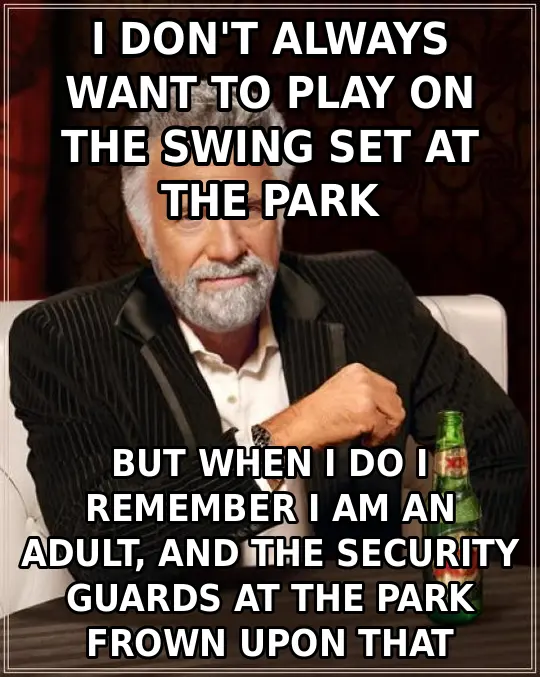 I DON'T ALWAYS
WANT TO PLAY ON
THE SWING SET AT
THE PARK
BUT WHEN I DO I
REMEMBER I AM AN
ADULT, AND THE SECURITY
GUARDS AT THE PARK
FROWN UPON THAT